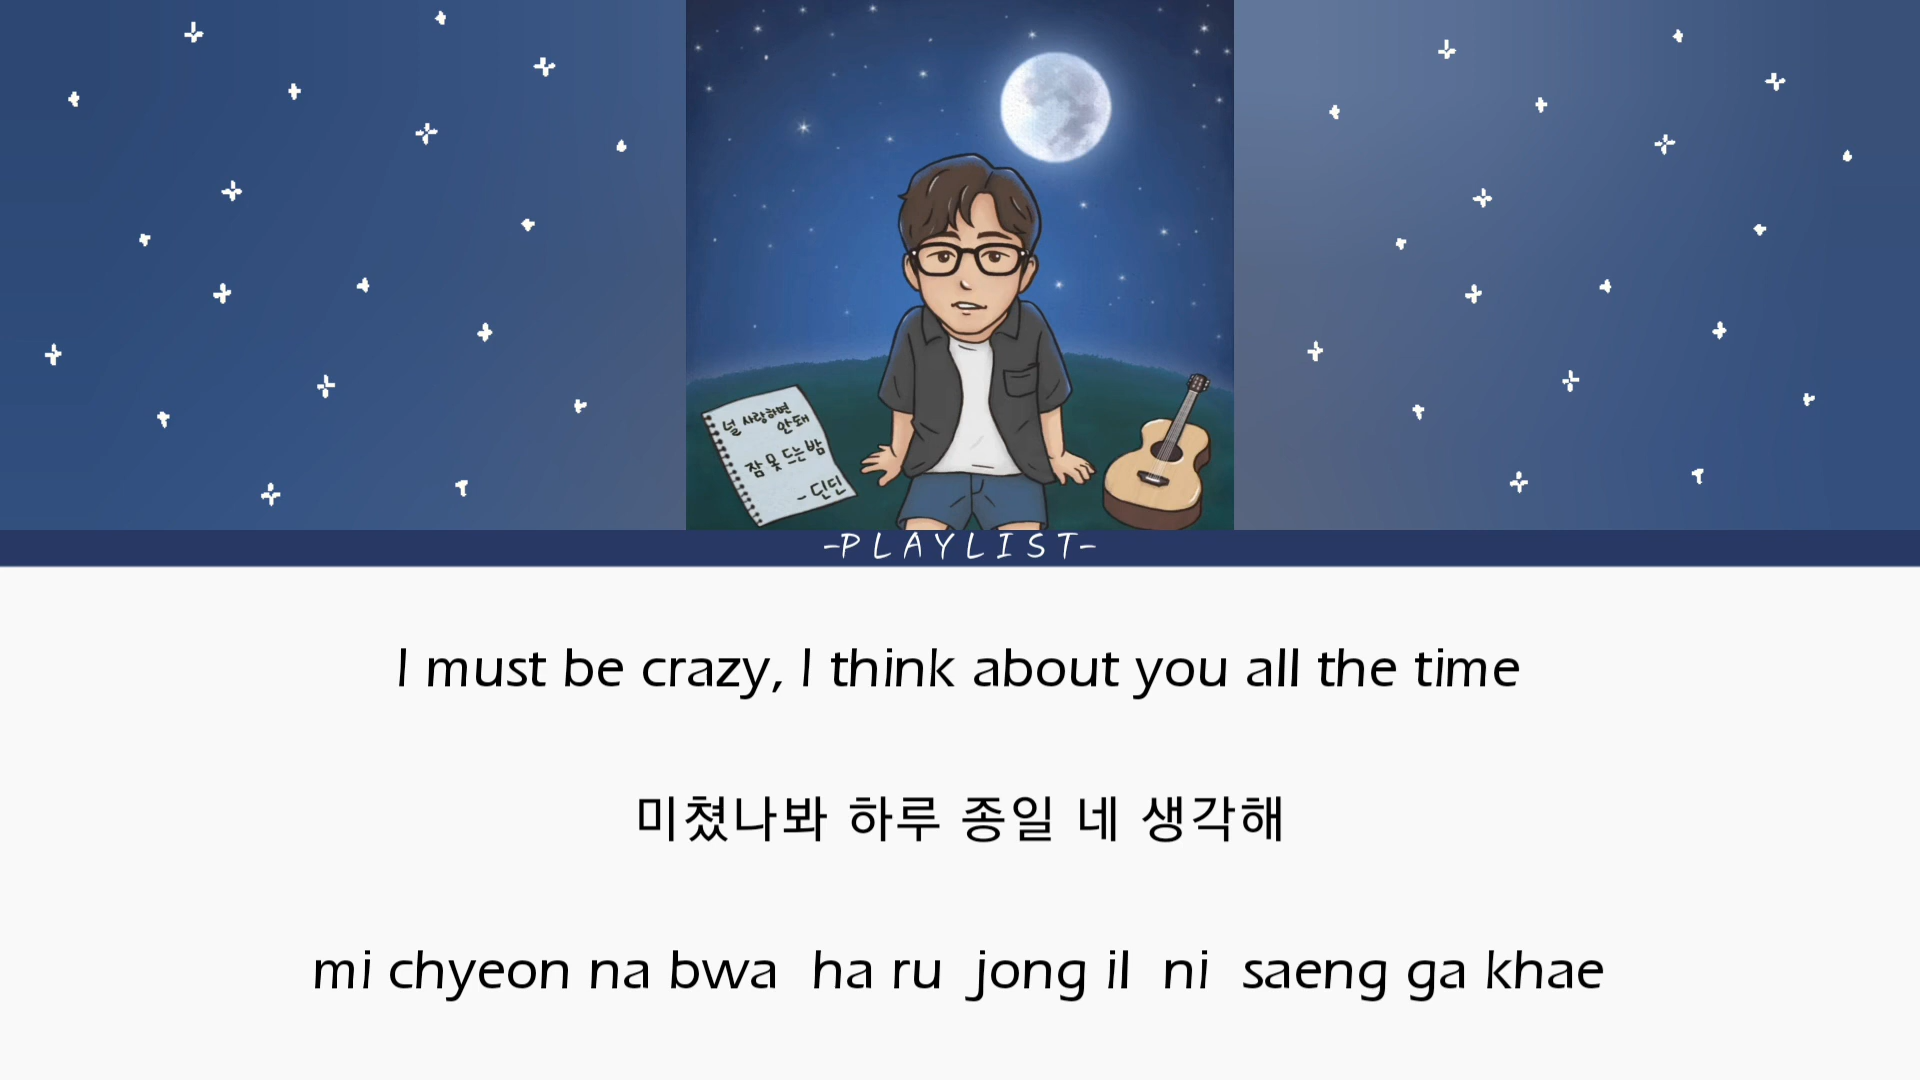 널 사랑하면
안돼
잠 못 드는 밤
- 딘딘
-PLAYLIST-
I must be crazy, I think about you all the time
미쳤나봐 하루 종일 네 생각해
mi chyeon na bwa ha ru jong il ni saeng ga khae